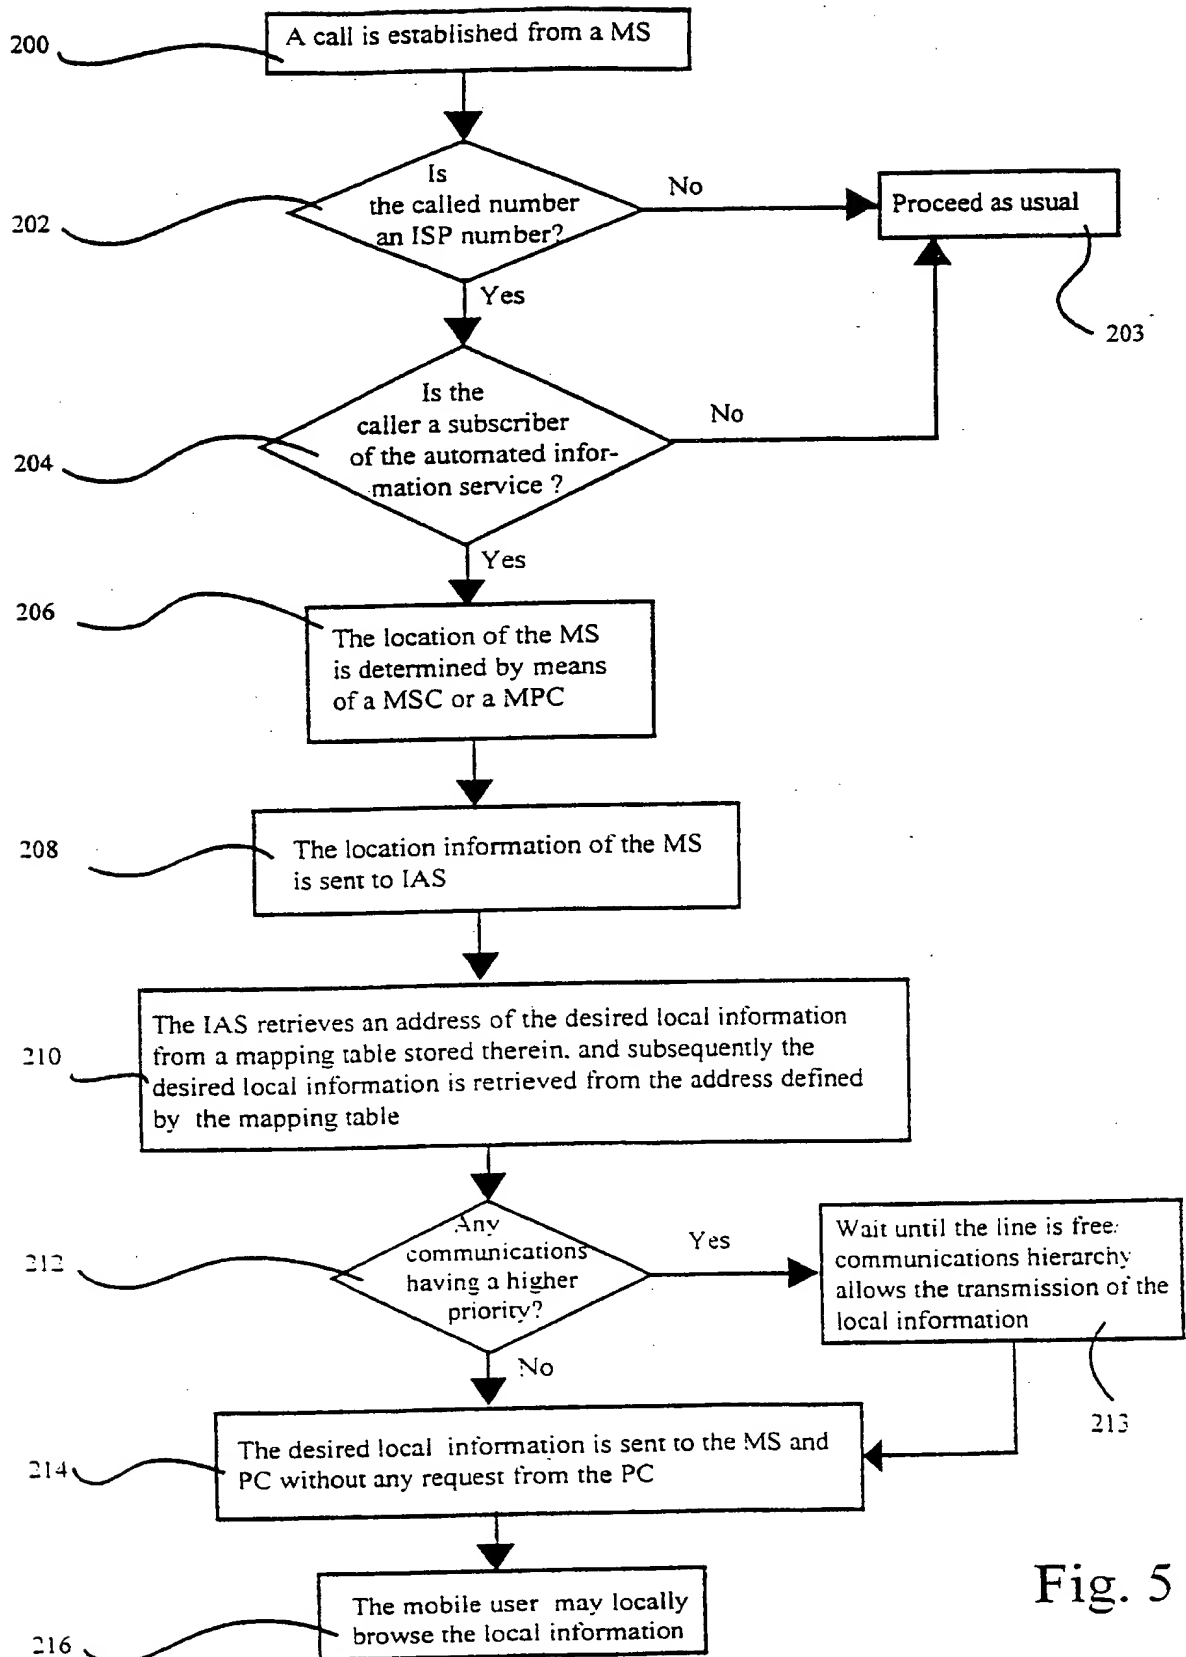 200
A call is established from a MS
Is
the called number
an ISP number?
No
Proceed as usual
202
Yes
203
Is the
caller a subscriber
of the automated infor-
mation service ?
No
204
Yes
206
The location of the MS
is determined by means
of a MSC or a MPC
208
The location information of the MS
is sent to IAS
210
The IAS retrieves an address of the desired local information
from a mapping table stored therein. and subsequently the
desired local information is retrieved from the address defined
by the mapping table
212
Any
communications
having a higher
priority?
Yes
Wait until the line is free:
communications hierarchy
allows the transmission of the
local information
No
213
214
The desired local information is sent to the MS and
PC without any request from the PC
Fig. 5
216
The mobile user may locally
browse the local information